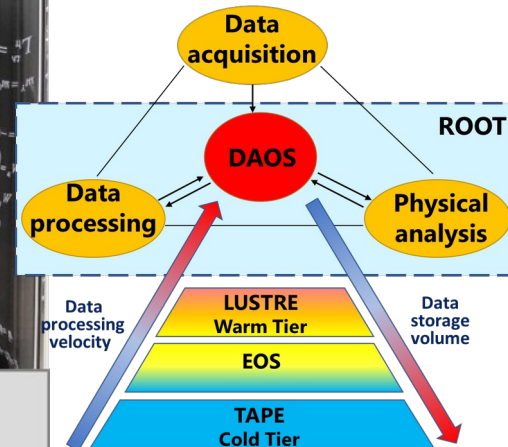 Data
acquisition
ROOT
DAOS
Data
processing
Physical
analysis
Data
processing
velocity
LUSTRE
Warm Tier
Data
storage
volume
EOS
TAPE
Cold Tier